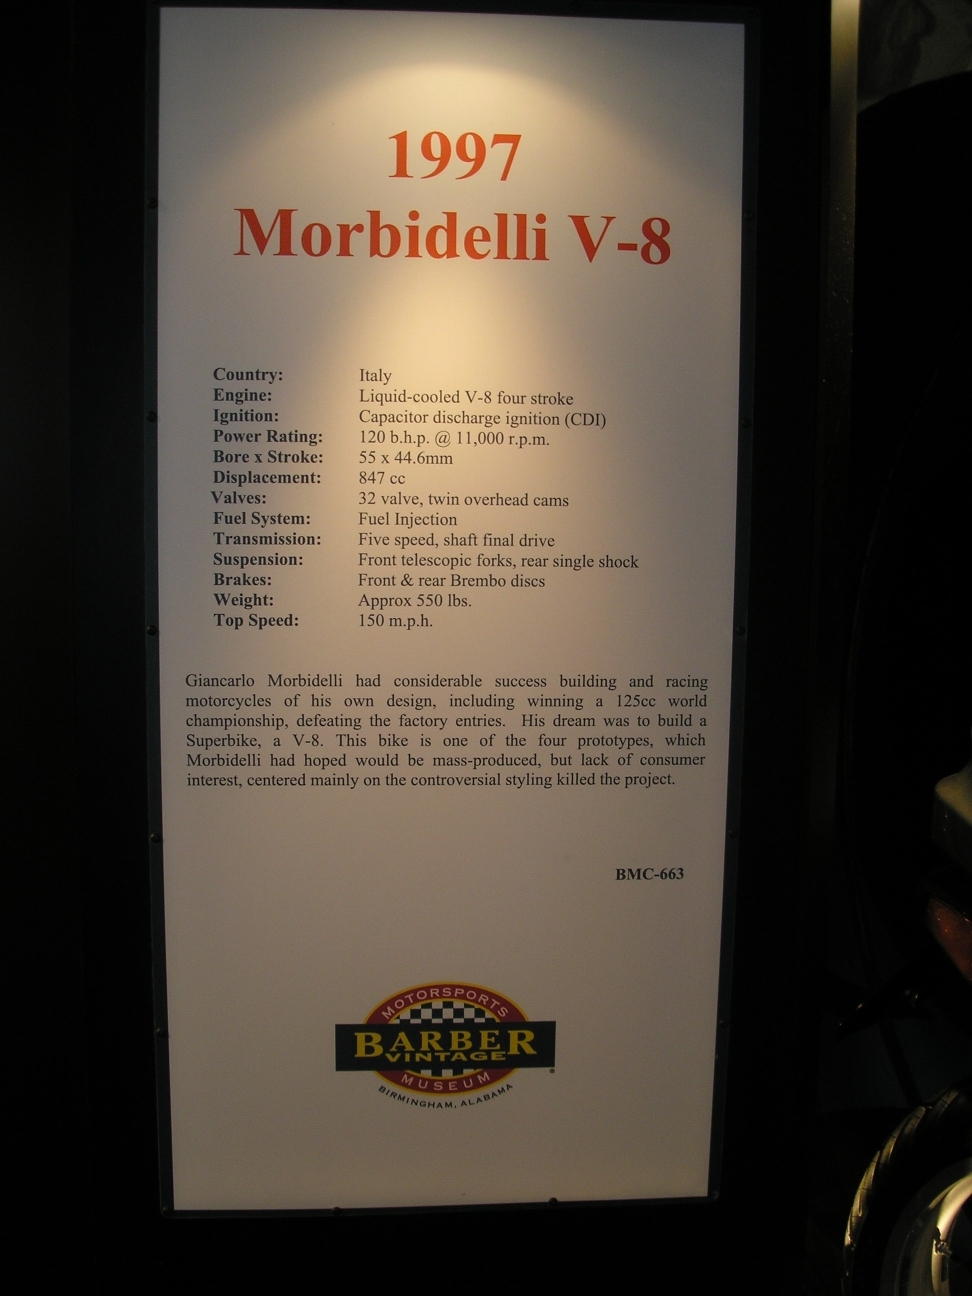 1997
Morbidelli V-8
Country: Italy
Engine: Liquid-cooled V-8 four stroke
Ignition: Capacitor discharge ignition (CDI)
Power Rating: 120 b.h.p. @ 11,000 r.p.m.
Bore x Stroke: 55 x 44.6mm
Displacement: 847 cc
Valves: 32 valve, twin overhead cams
Fuel System: Fuel Injection
Transmission: Five speed, shaft final drive
Suspension: Front telescopic forks, rear single shock
Brakes: Front & rear Brembo discs
Weight: Approx 550 lbs.
Top Speed: 150 m.p.h.
Giancarlo Morbidelli had considerable success building and racing
motorcycles of his own design, including winning a 125cc world
championship, defeating the factory entries. His dream was to build a
Superbike, a V-8. This bike is one of the four prototypes, which
Morbidelli had hoped would be mass-produced, but lack of consumer
interest, centered mainly on the controversial styling killed the project.
BMC-663
MOTORSPORTS
BARBER
VINTAGE
MUSEUM
BIRMINGHAM, ALABAMA